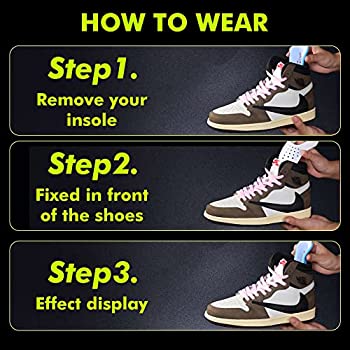 HOW TO WEAR
Step1.
Remove your
insole
Step2.
Fixed in front
of the shoes
Step3.
Effect display